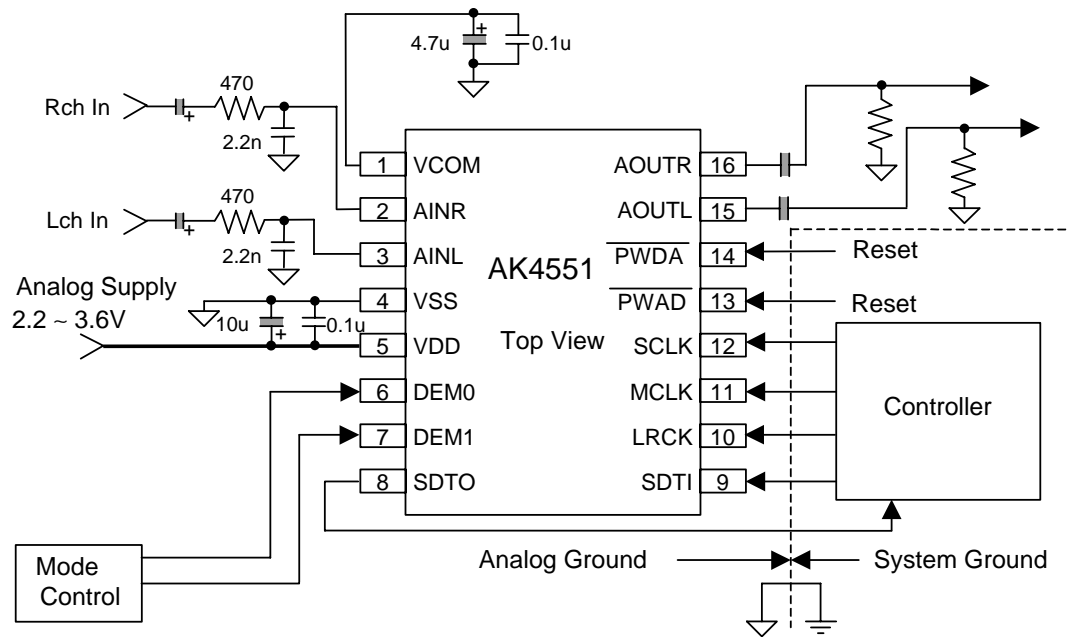 4.7u
+
0.1u
470
Rch In
+
2.2n
470
Lch In
+
2.2n
Analog Supply
2.2 ~ 3.6V
10u
+
0.1u
AK4551
Top View
1 VCOM
2 AINR
3 AINL
4 VSS
5 VDD
6 DEM0
7 DEM1
8 SDTO
AOUTR 16
AOUTL 15
PWDA 14
PWAD 13
SCLK 12
MCLK 11
LRCK 10
SDTI 9
Reset
Reset
Controller
Mode
Control
Analog Ground
System Ground